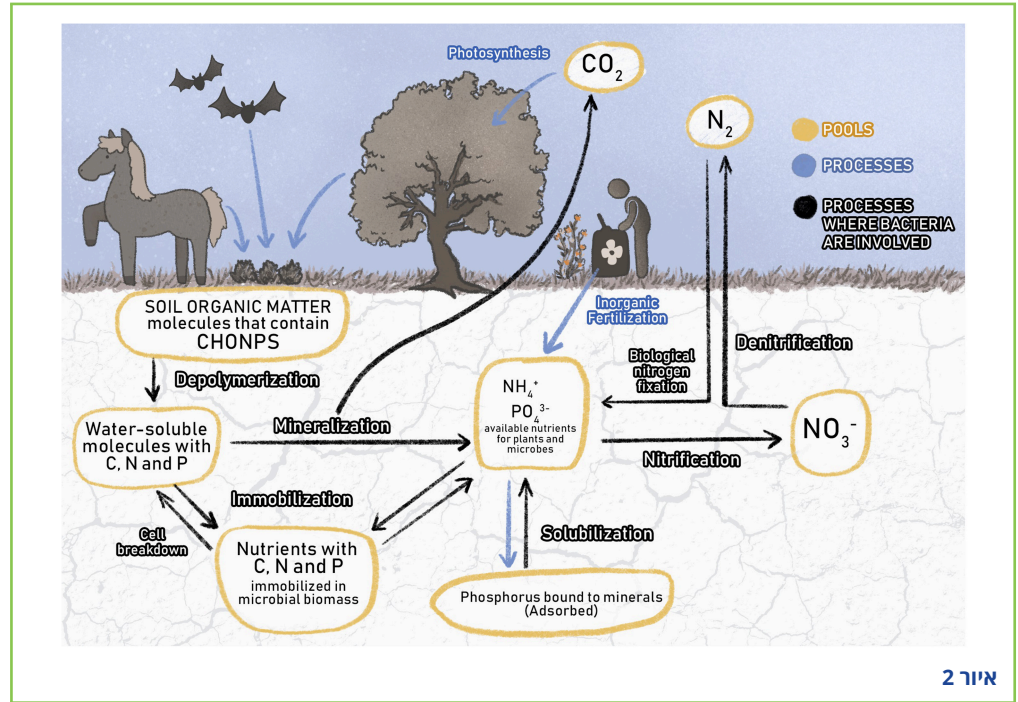 Photosynthesis
CO₂
N₂
POOLS
PROCESSES
PROCESSES
WHERE BACTERIA
ARE INVOLVED
SOIL ORGANIC MATTER
molecules that contain
CHONPS
Inorganic
Fertilization
Depolymerization
Biological
nitrogen
fixation
Denitrification
Water-soluble
molecules with
C, N and P
Mineralization
NH₄⁺
PO₄³⁻
available nutrients
for plants and
microbes
NO₃⁻
Nitrification
Immobilization
Cell
breakdown
Solubilization
Nutrients with
C, N and P
immobilized in
microbial biomass
Phosphorus bound to minerals
(Adsorbed)
איור 2